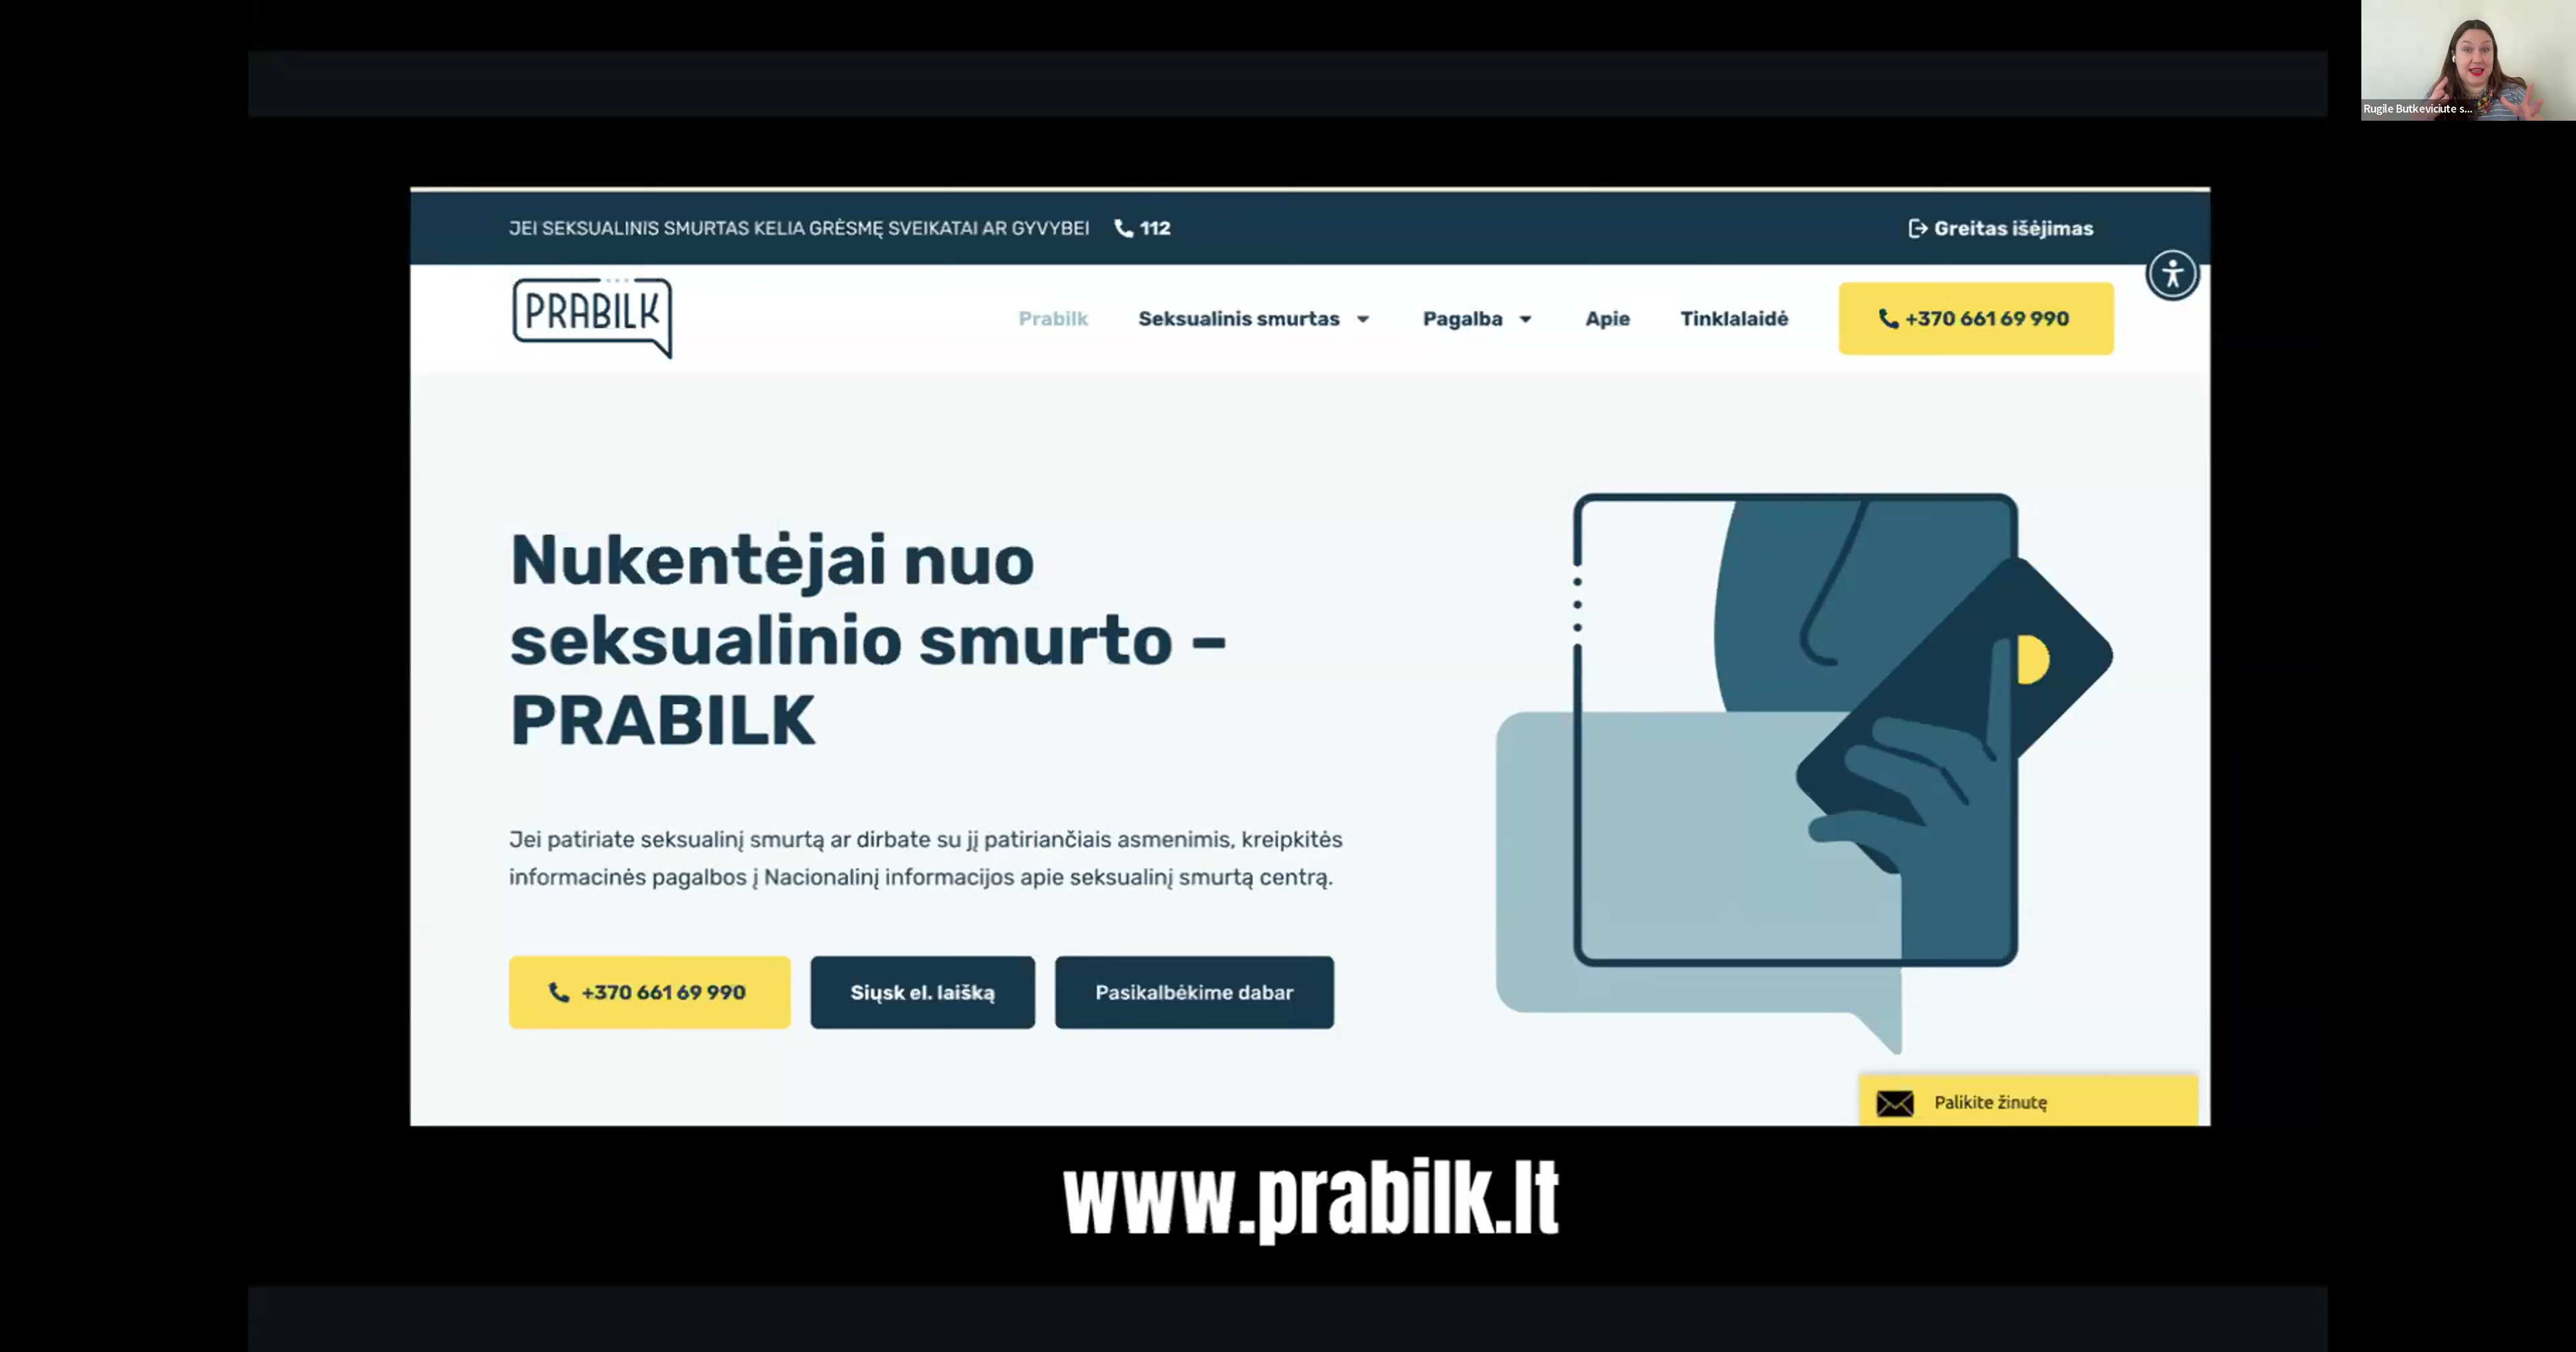 Rugile Butkeviciute s...
JEI SEKSUALINIS SMURTAS KELIA GRĖSMĘ SVEIKATAI AR GYVYBEI 112
Greitas išėjimas
PRABILK
Prabilk
Seksualinis smurtas
Pagalba
Apie
Tinklalaidė
+370 661 69 990
Nukentėjai nuo
seksualinio smurto –
PRABILK
Jei patiriate seksualinį smurtą ar dirbate su jį patiriančiais asmenimis, kreipkitės
informacinės pagalbos į Nacionalinį informacijos apie seksualinį smurtą centrą.
+370 661 69 990
Siųsk el. laišką
Pasikalbėkime dabar
Palikite žinutę
www.prabilk.lt